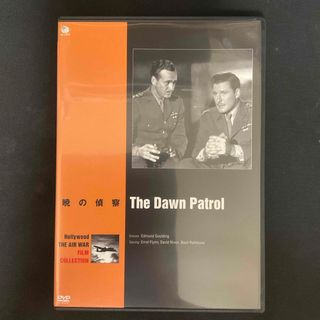 暁の偵察 The Dawn Patrol
Director Edmund Goulding
Starring Errol Flynn, David Niven, Basil Rathbone
Hollywood
THE AIR WAR
FILM
COLLECTION
DVD